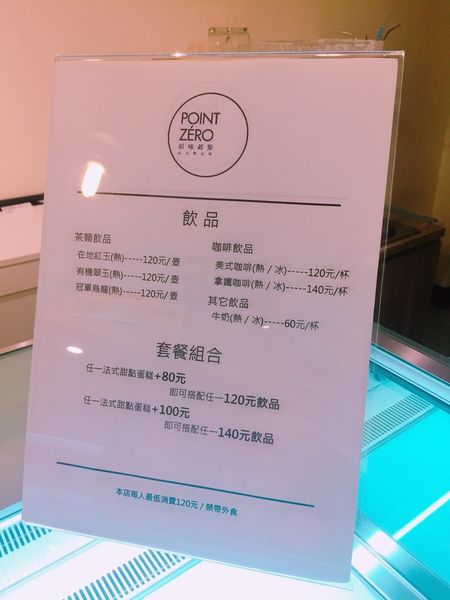 POINT
ZÉRO
原味起點
飲品
茶類飲品
在地紅玉(熱)-----120元/壺
有機翠玉(熱)-----120元/壺
冠軍烏龍(熱)-----120元/壺
咖啡飲品
美式咖啡(熱 / 冰)-----120元/杯
拿鐵咖啡(熱 / 冰)-----140元/杯
其它飲品
牛奶(熱 / 冰)-----60元/杯
套餐組合
任一法式甜點蛋糕+80元
即可搭配任一120元飲品
任一法式甜點蛋糕+100元
即可搭配任一140元飲品
本店每人最低消費120元 / 禁帶外食